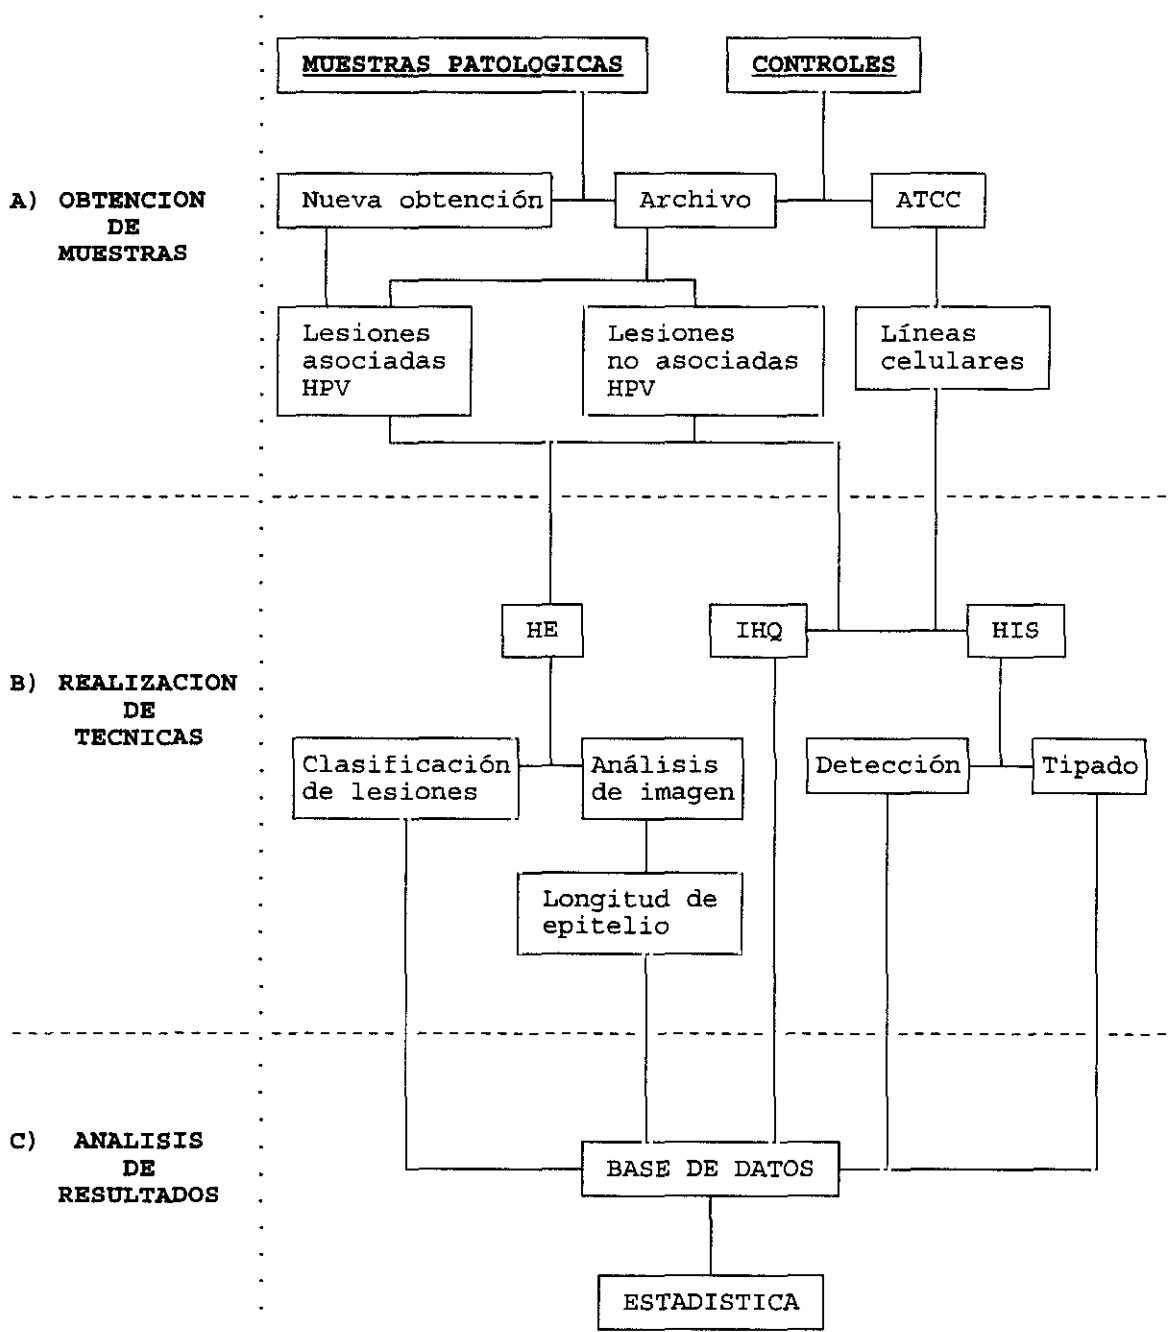 MUESTRAS PATOLOGICAS
CONTROLES
A) OBTENCION
DE
MUESTRAS
Nueva obtención
Archivo
ATCC
Lesiones
asociadas
HPV
Lesiones
no asociadas
HPV
Líneas
celulares
B) REALIZACION
DE
TECNICAS
HE
IHQ
HIS
Clasificación
de lesiones
Análisis
de imagen
Detección
Tipado
Longitud de
epitelio
C) ANALISIS
DE
RESULTADOS
BASE DE DATOS
ESTADISTICA